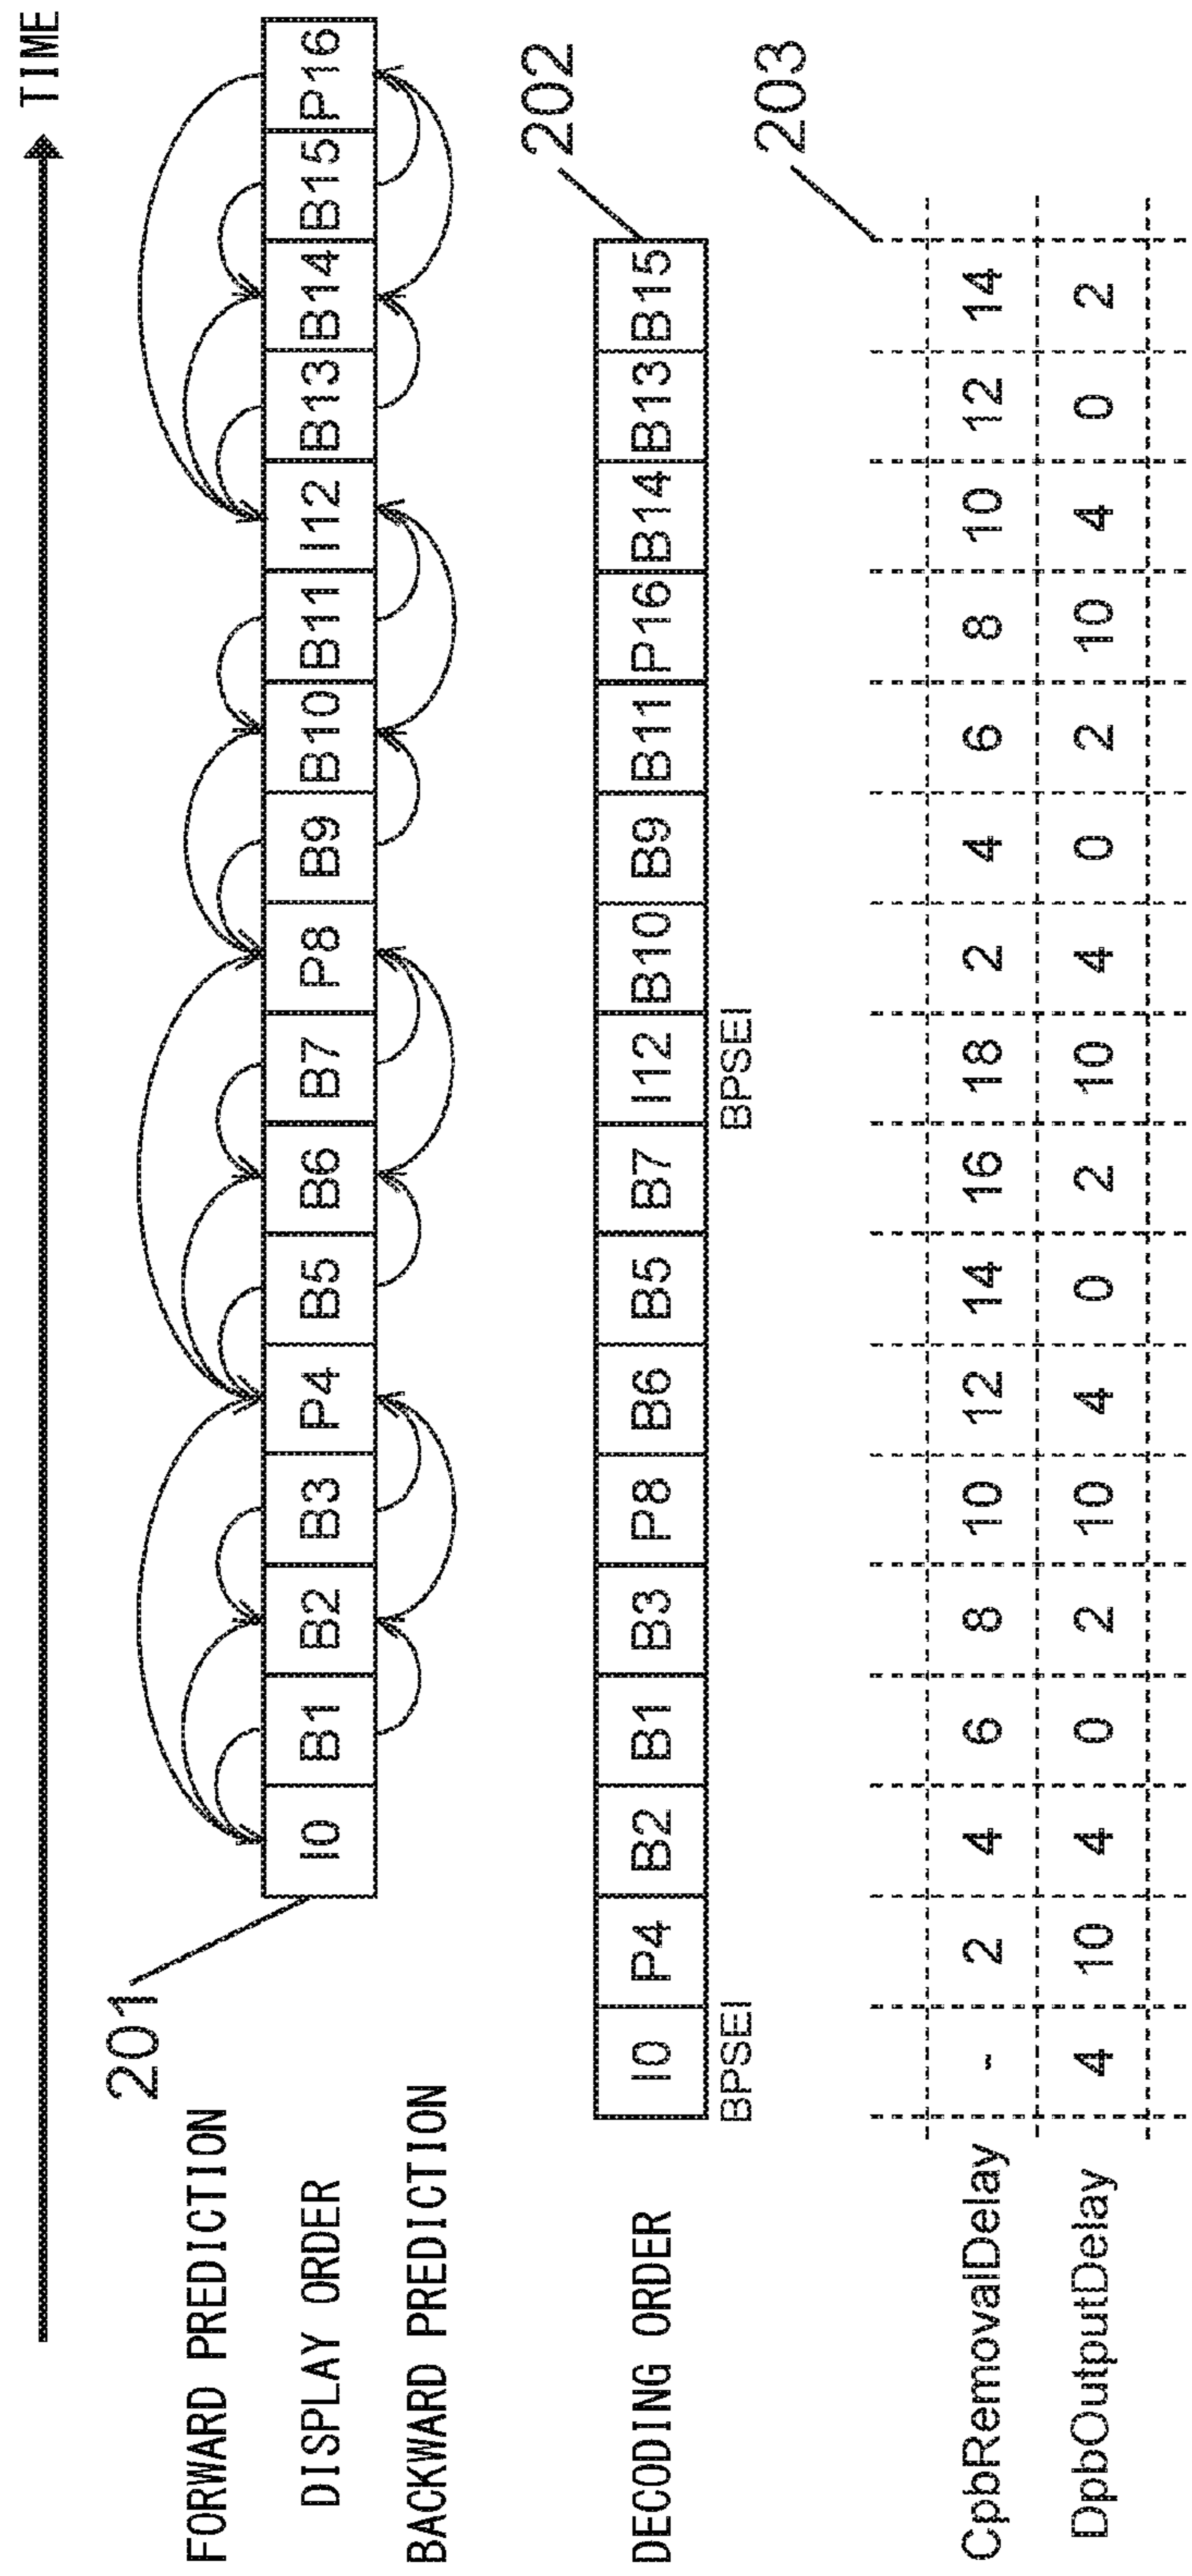 TIME
201
FORWARD PREDICTION
DISPLAY ORDER
I0 B1 B2 B3 P4 B5 B6 B7 P8 B9 B10 B11 I12 B13 B14 B15 P16
BACKWARD PREDICTION
202
DECODING ORDER
I0 P4 B2 B1 B3 P8 B6 B5 B7 I12 B10 B9 B11 P16 B14 B13 B15
BPSEI BPSEI
203
CpbRemovalDelay - 2 4 6 8 10 12 14 16 18 2 4 6 8 10 12 14
DpbOutputDelay 4 10 4 0 2 10 4 0 2 10 4 0 2 10 4 0 2